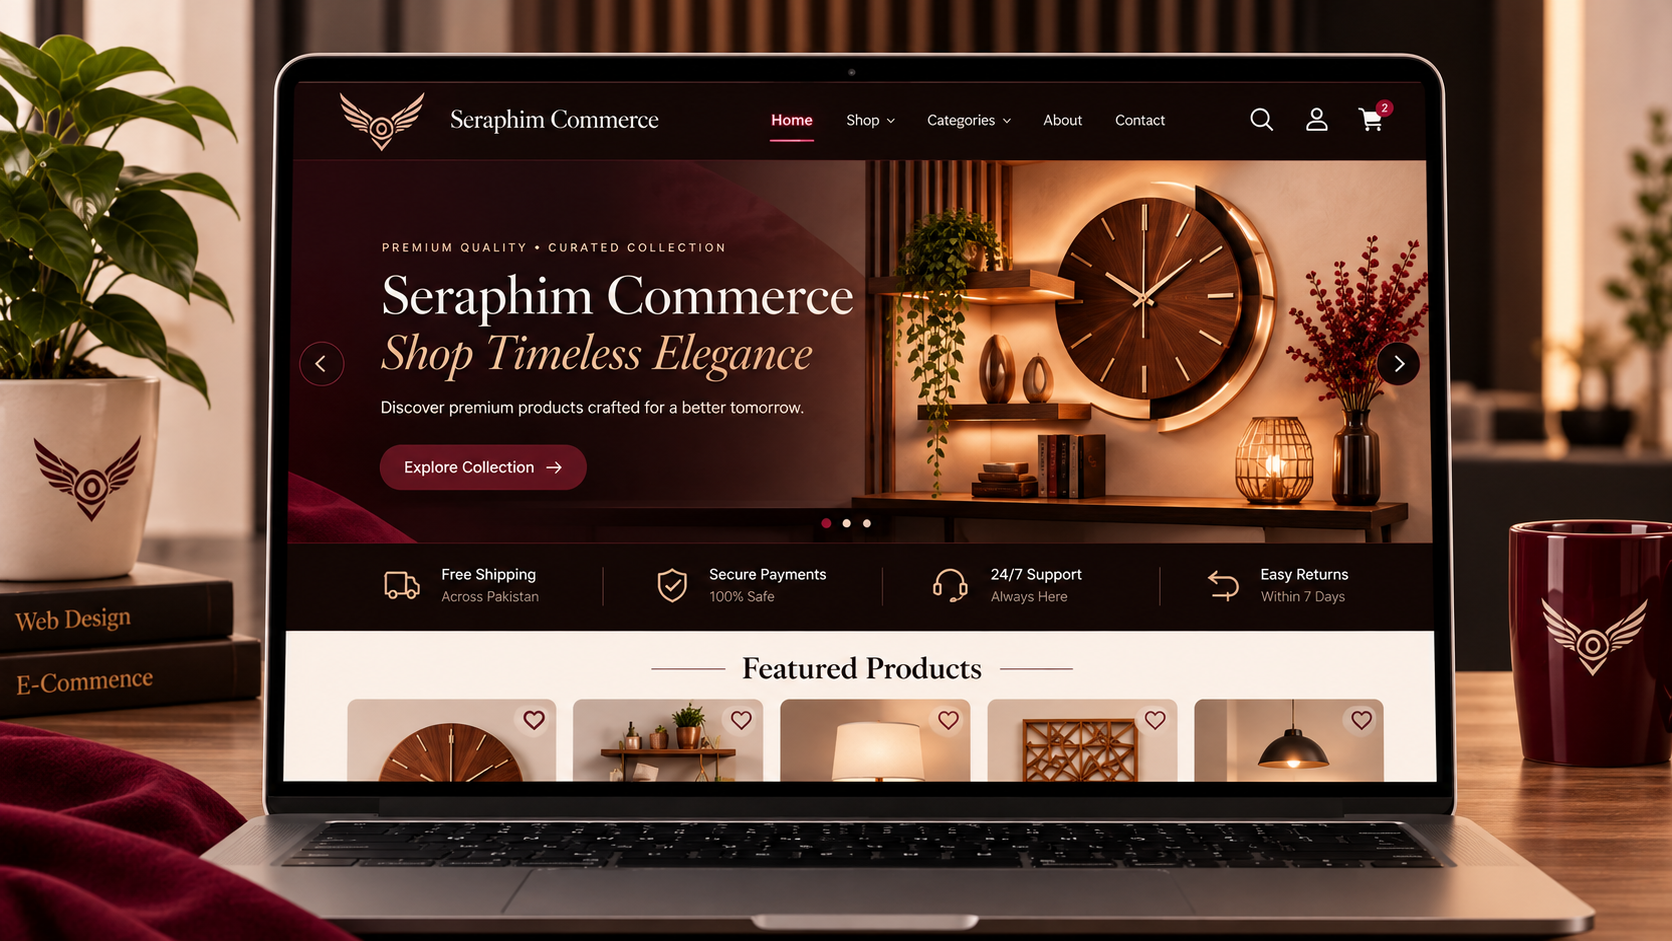 Seraphim Commerce
Home
Shop
Categories
About
Contact
2
PREMIUM QUALITY • CURATED COLLECTION
Seraphim Commerce
Shop Timeless Elegance
Discover premium products crafted for a better tomorrow.
Explore Collection
Free Shipping
Across Pakistan
Secure Payments
100% Safe
24/7 Support
Always Here
Easy Returns
Within 7 Days
Featured Products
Web Design
E-Commerce